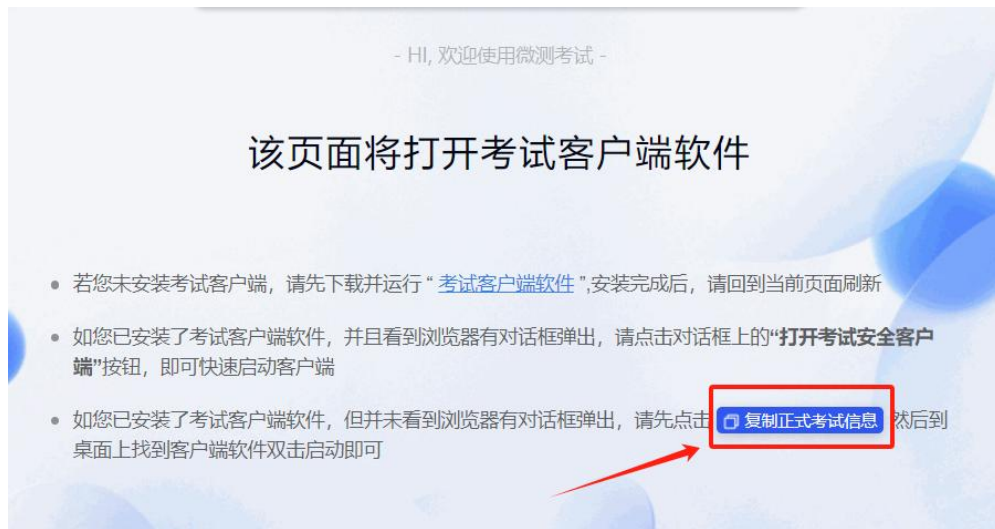 - HI, 欢迎使用微测考试 -
该页面将打开考试客户端软件
若您未安装考试客户端，请先下载并运行 “ 考试客户端软件 ”,安装完成后，请回到当前页面刷新
如您已安装了考试客户端软件，并且看到浏览器有对话框弹出，请点击对话框上的“打开考试安全客户
端”按钮，即可快速启动客户端
如您已安装了考试客户端软件，但并未看到浏览器有对话框弹出，请先点击 复制正式考试信息 然后到
桌面上找到客户端软件双击启动即可